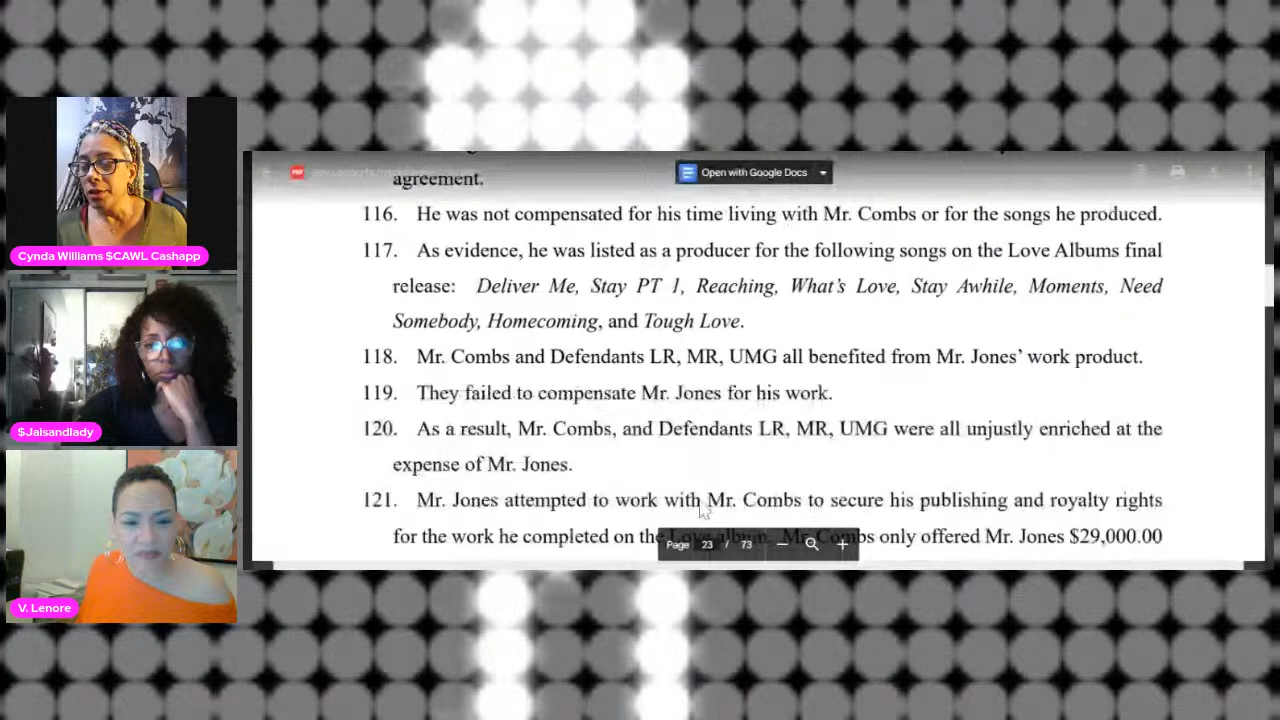 Open with Google Docs
agreement.
116. He was not compensated for his time living with Mr. Combs or for the songs he produced.
117. As evidence, he was listed as a producer for the following songs on the Love Albums final
release: Deliver Me, Stay PT 1, Reaching, What's Love, Stay Awhile, Moments, Need
Somebody, Homecoming, and Tough Love.
118. Mr. Combs and Defendants LR, MR, UMG all benefited from Mr. Jones' work product.
119. They failed to compensate Mr. Jones for his work.
120. As a result, Mr. Combs, and Defendants LR, MR, UMG were all unjustly enriched at the
expense of Mr. Jones.
121. Mr. Jones attempted to work with Mr. Combs to secure his publishing and royalty rights
for the work he completed on the Love album. Mr. Combs only offered Mr. Jones $29,000.00
Page 23 / 73
Cynda Williams $CAWL Cashapp
$Jaisandlady
V. Lenore